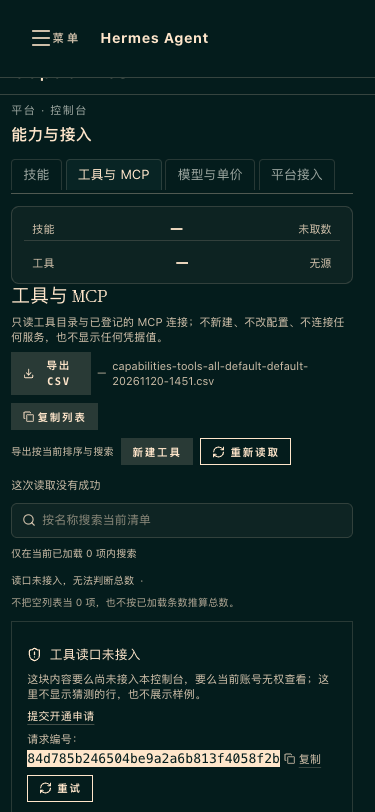 菜单 Hermes Agent
平台 · 控制台
能力与接入
技能 工具与 MCP 模型与单价 平台接入
技能 — 未取数
工具 — 无源
工具与 MCP
只读工具目录与已登记的 MCP 连接；不新建、不改配置、不连接任
何服务，也不显示任何凭据值。
导出 CSV — capabilities-tools-all-default-default-
20261120-1451.csv
复制列表
导出按当前排序与搜索 新建工具 重新读取
这次读取没有成功
按名称搜索当前清单
仅在当前已加载 0 项内搜索
读口未接入，无法判断总数 ·
不把空列表当 0 项，也不按已加载条数推算总数。
工具读口未接入
这块内容要么尚未接入本控制台，要么当前账号无权查看；这
里不显示猜测的行，也不展示样例。
提交开通申请
请求编号：
84d785b246504be9a2a6b813f4058f2b 复制
重试